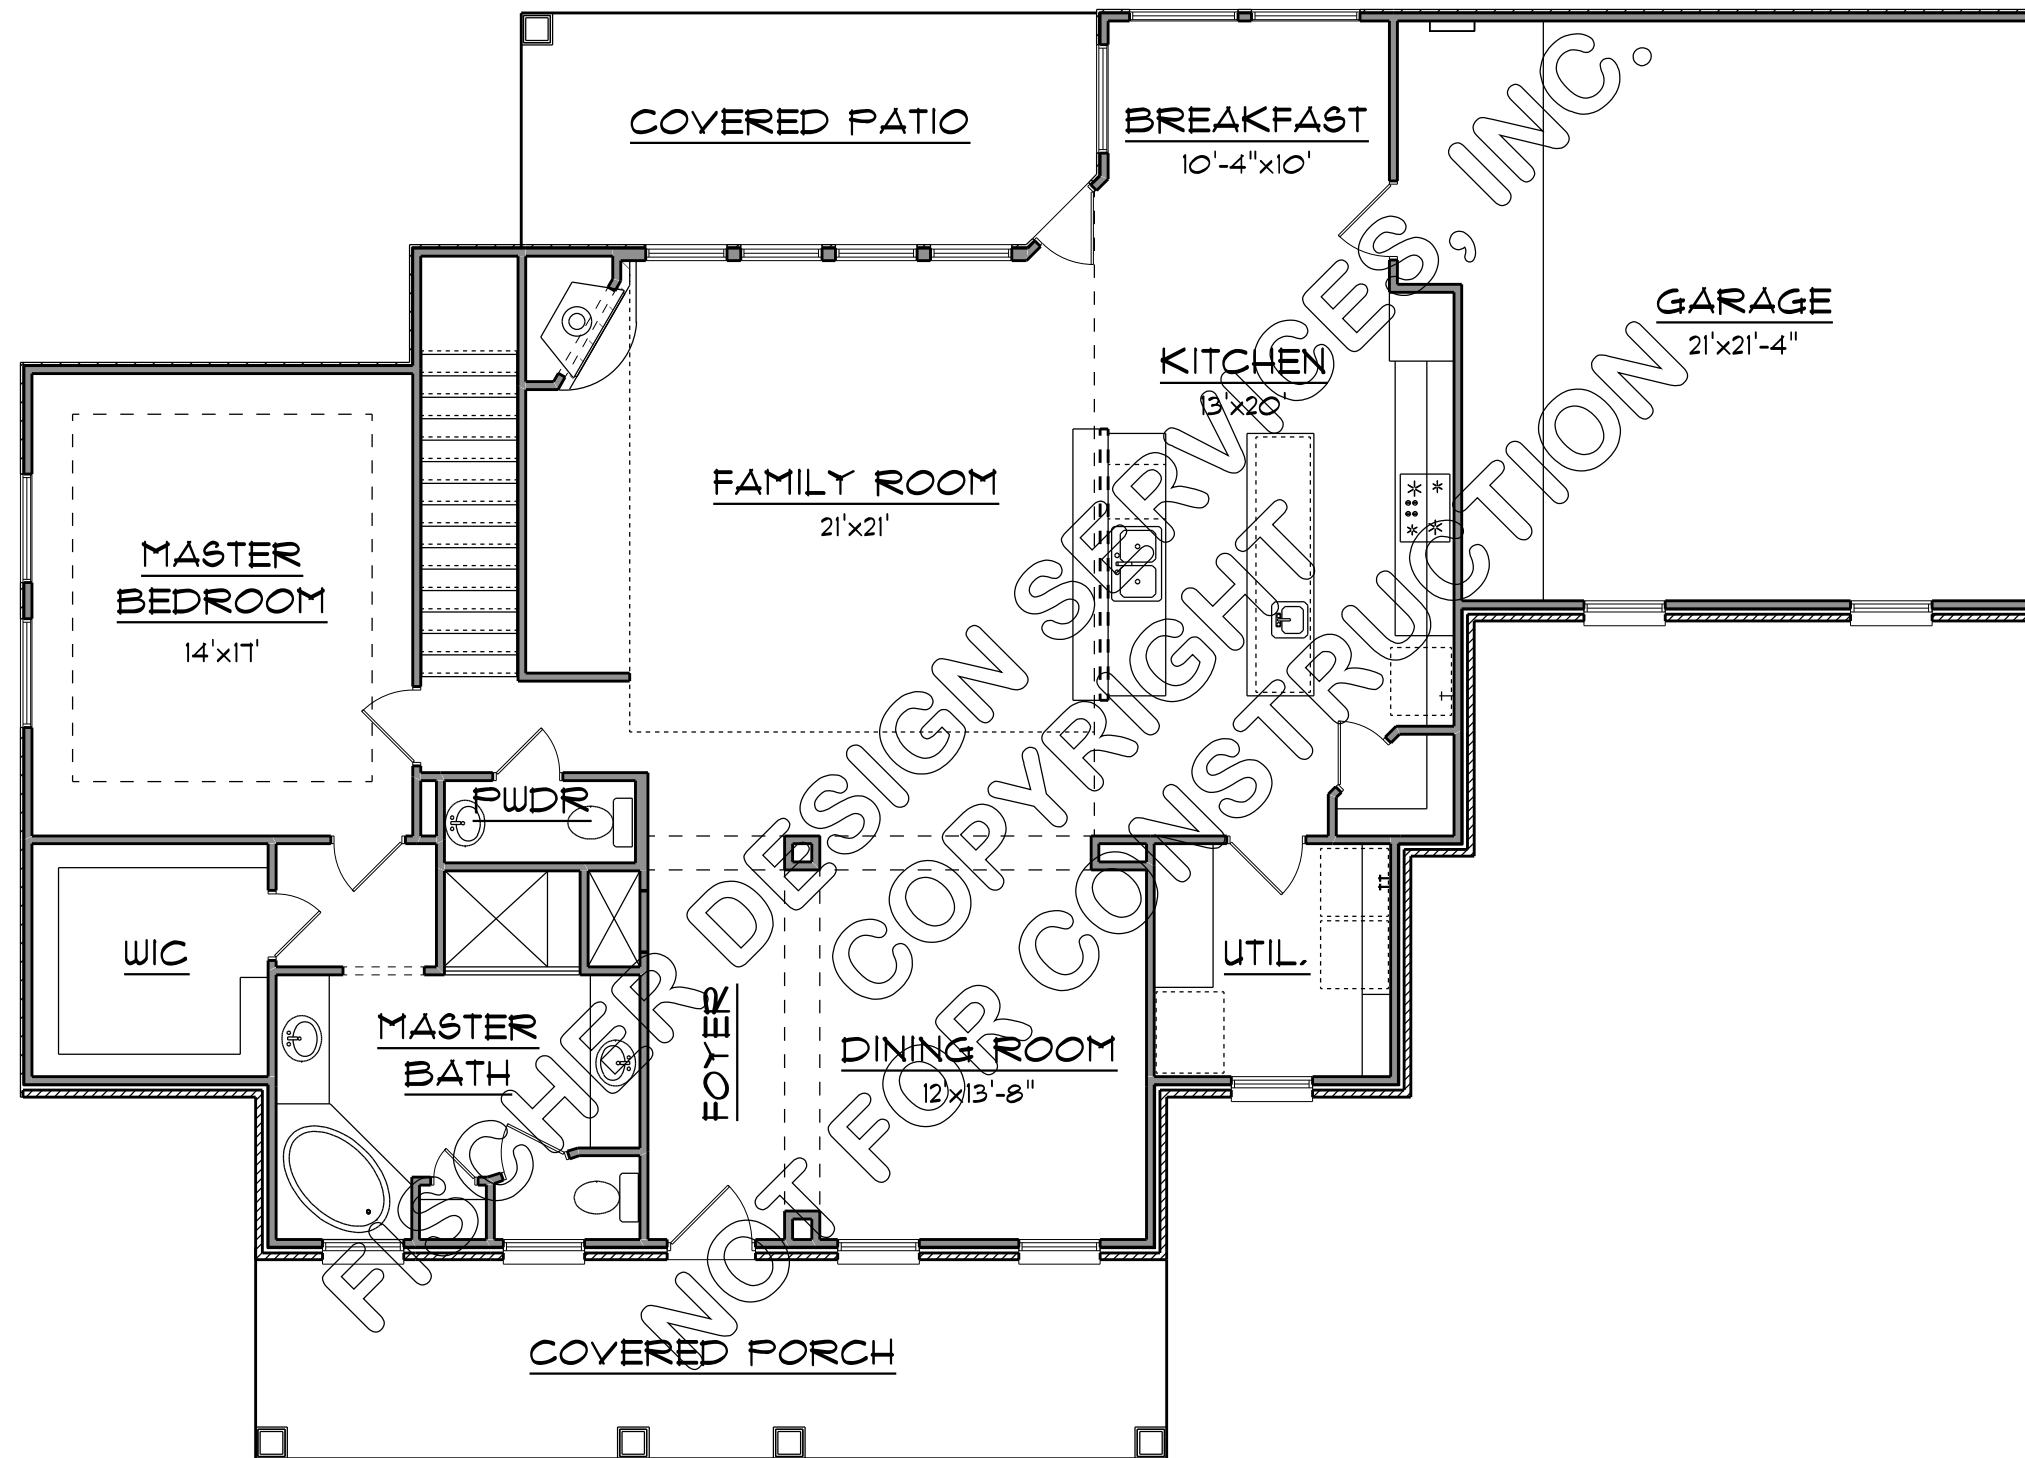 COVERED PATIO
BREAKFAST
10'-4"x10'
GARAGE
21'x21'-4"
KITCHEN
13'x20'
FAMILY ROOM
21'x21'
MASTER
BEDROOM
14'x17'
PWDR
WIC
UTIL.
MASTER
BATH
FOYER
DINING ROOM
12'x13'-8"
COVERED PORCH
FISCHER DESIGN SERVICES, INC.
COPYRIGHT
NOT FOR CONSTRUCTION